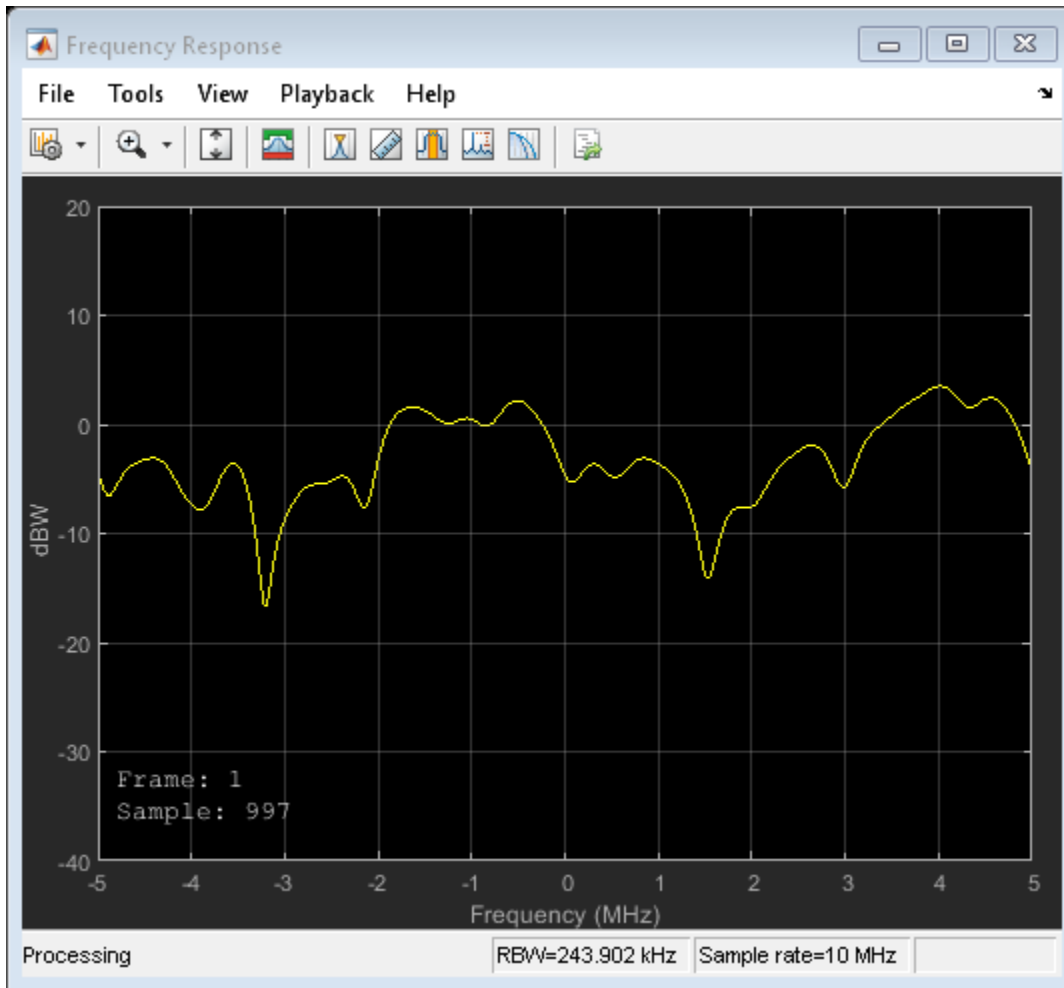 Frequency Response
File Tools View Playback Help
20
10
0
-10
-20
-30
-40
dBW
Frame: 1
Sample: 997
-5 -4 -3 -2 -1 0 1 2 3 4 5
Frequency (MHz)
Processing RBW=243.902 kHz Sample rate=10 MHz